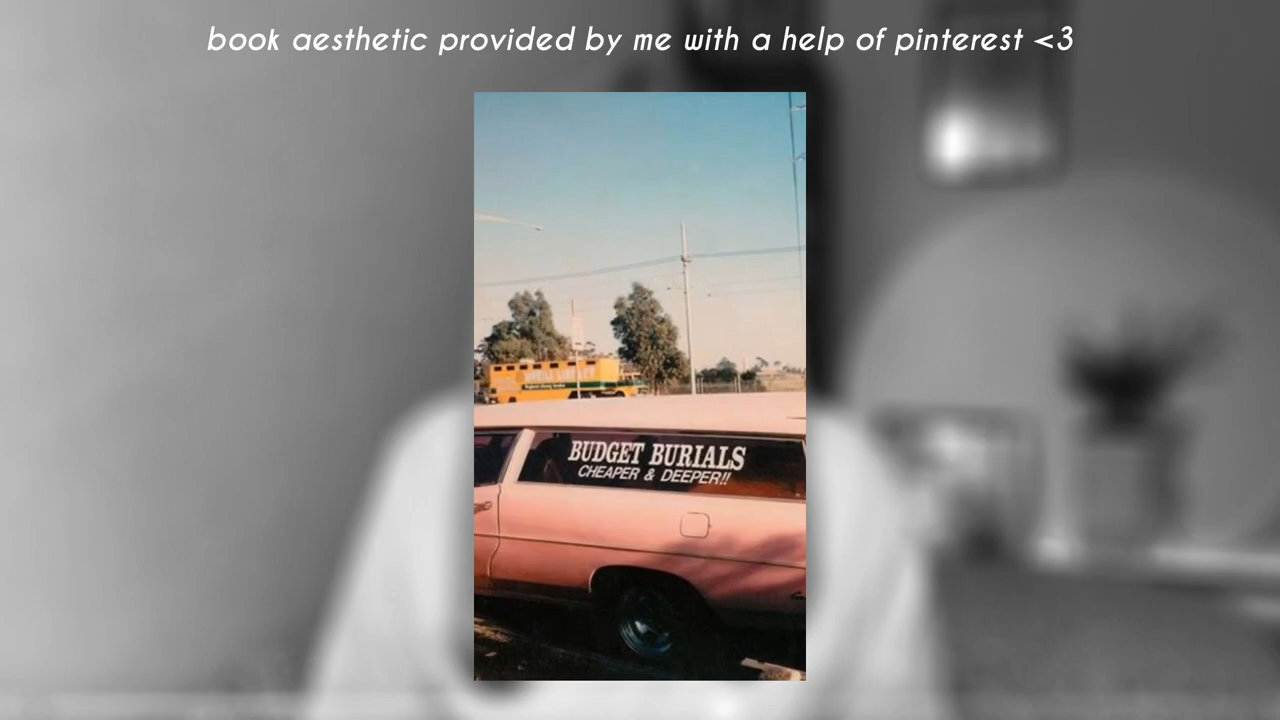 book aesthetic provided by me with a help of pinterest <3
BUDGET BURIALS
CHEAPER & DEEPER!!